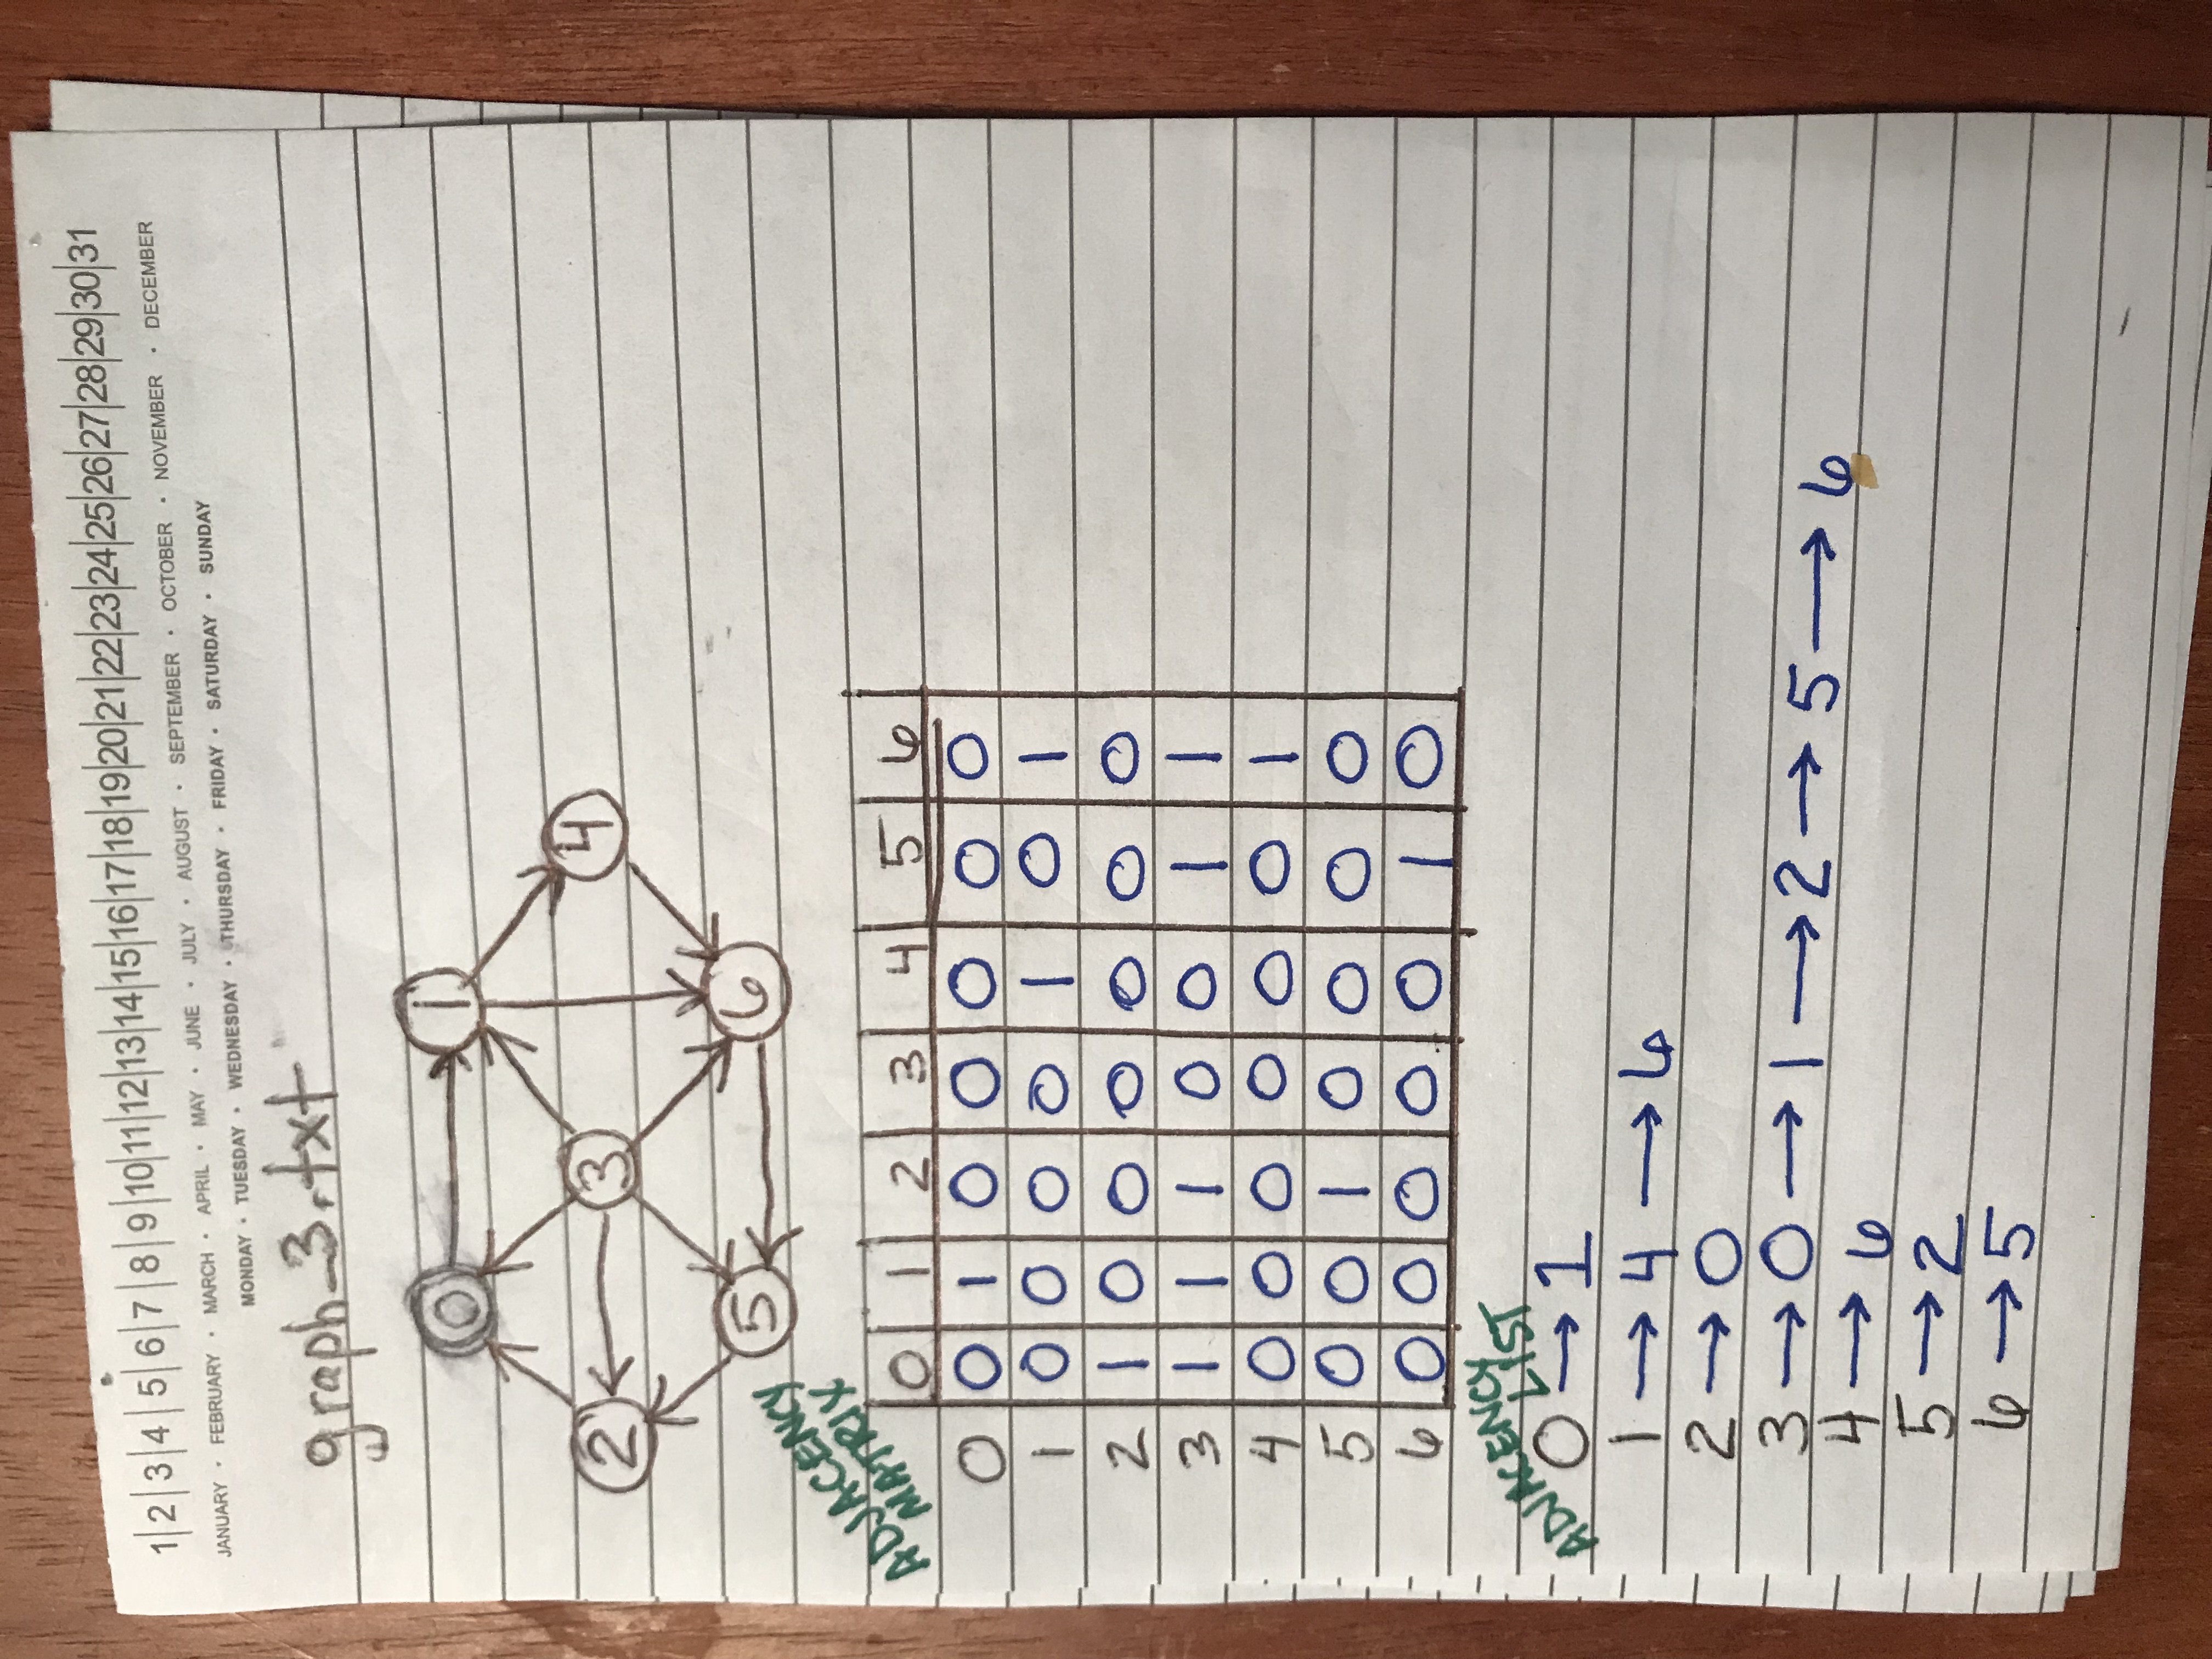 1 2 3 4 5 6 7 8 9 10 11 12 13 14 15 16 17 18 19 20 21 22 23 24 25 26 27 28 29 30 31
JANUARY · FEBRUARY · MARCH · APRIL · MAY · JUNE · JULY · AUGUST · SEPTEMBER · OCTOBER · NOVEMBER · DECEMBER
MONDAY · TUESDAY · WEDNESDAY · THURSDAY · FRIDAY · SATURDAY · SUNDAY
graph_3.txt
0 1
2 3 4
5 6
ADJACENCY
MATRIX
0 1 2 3 4 5 6
0 0 1 0 0 0 0 0
1 0 0 0 0 1 0 1
2 1 0 0 0 0 0 0
3 1 1 1 0 0 1 1
4 0 0 0 0 0 0 1
5 0 0 1 0 0 0 0
6 0 0 0 0 0 1 0
ADJACENCY
LIST
0 → 1
1 → 4 → 6
2 → 0
3 → 0 → 1 → 2 → 5 → 6
4 → 6
5 → 2
6 → 5